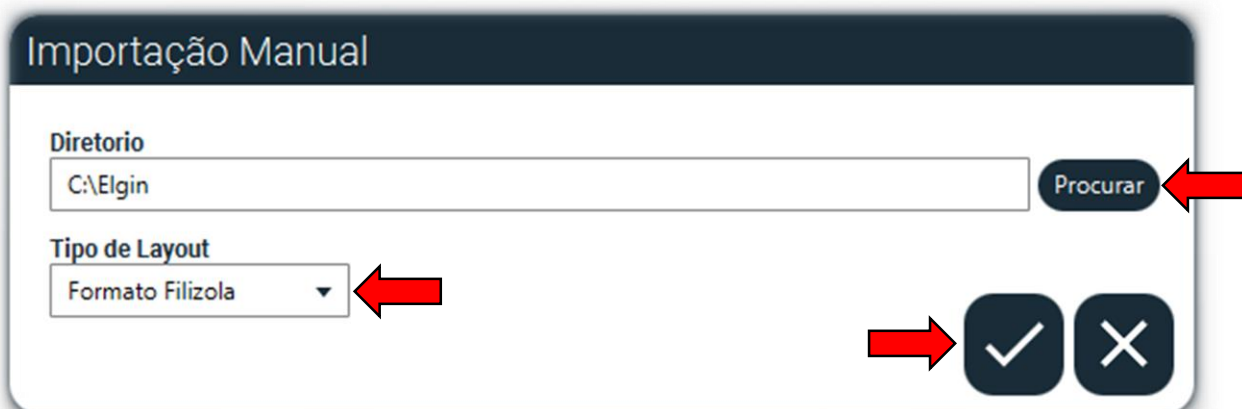 Importação Manual
Diretorio
C:\Elgin
Procurar
Tipo de Layout
Formato Filizola